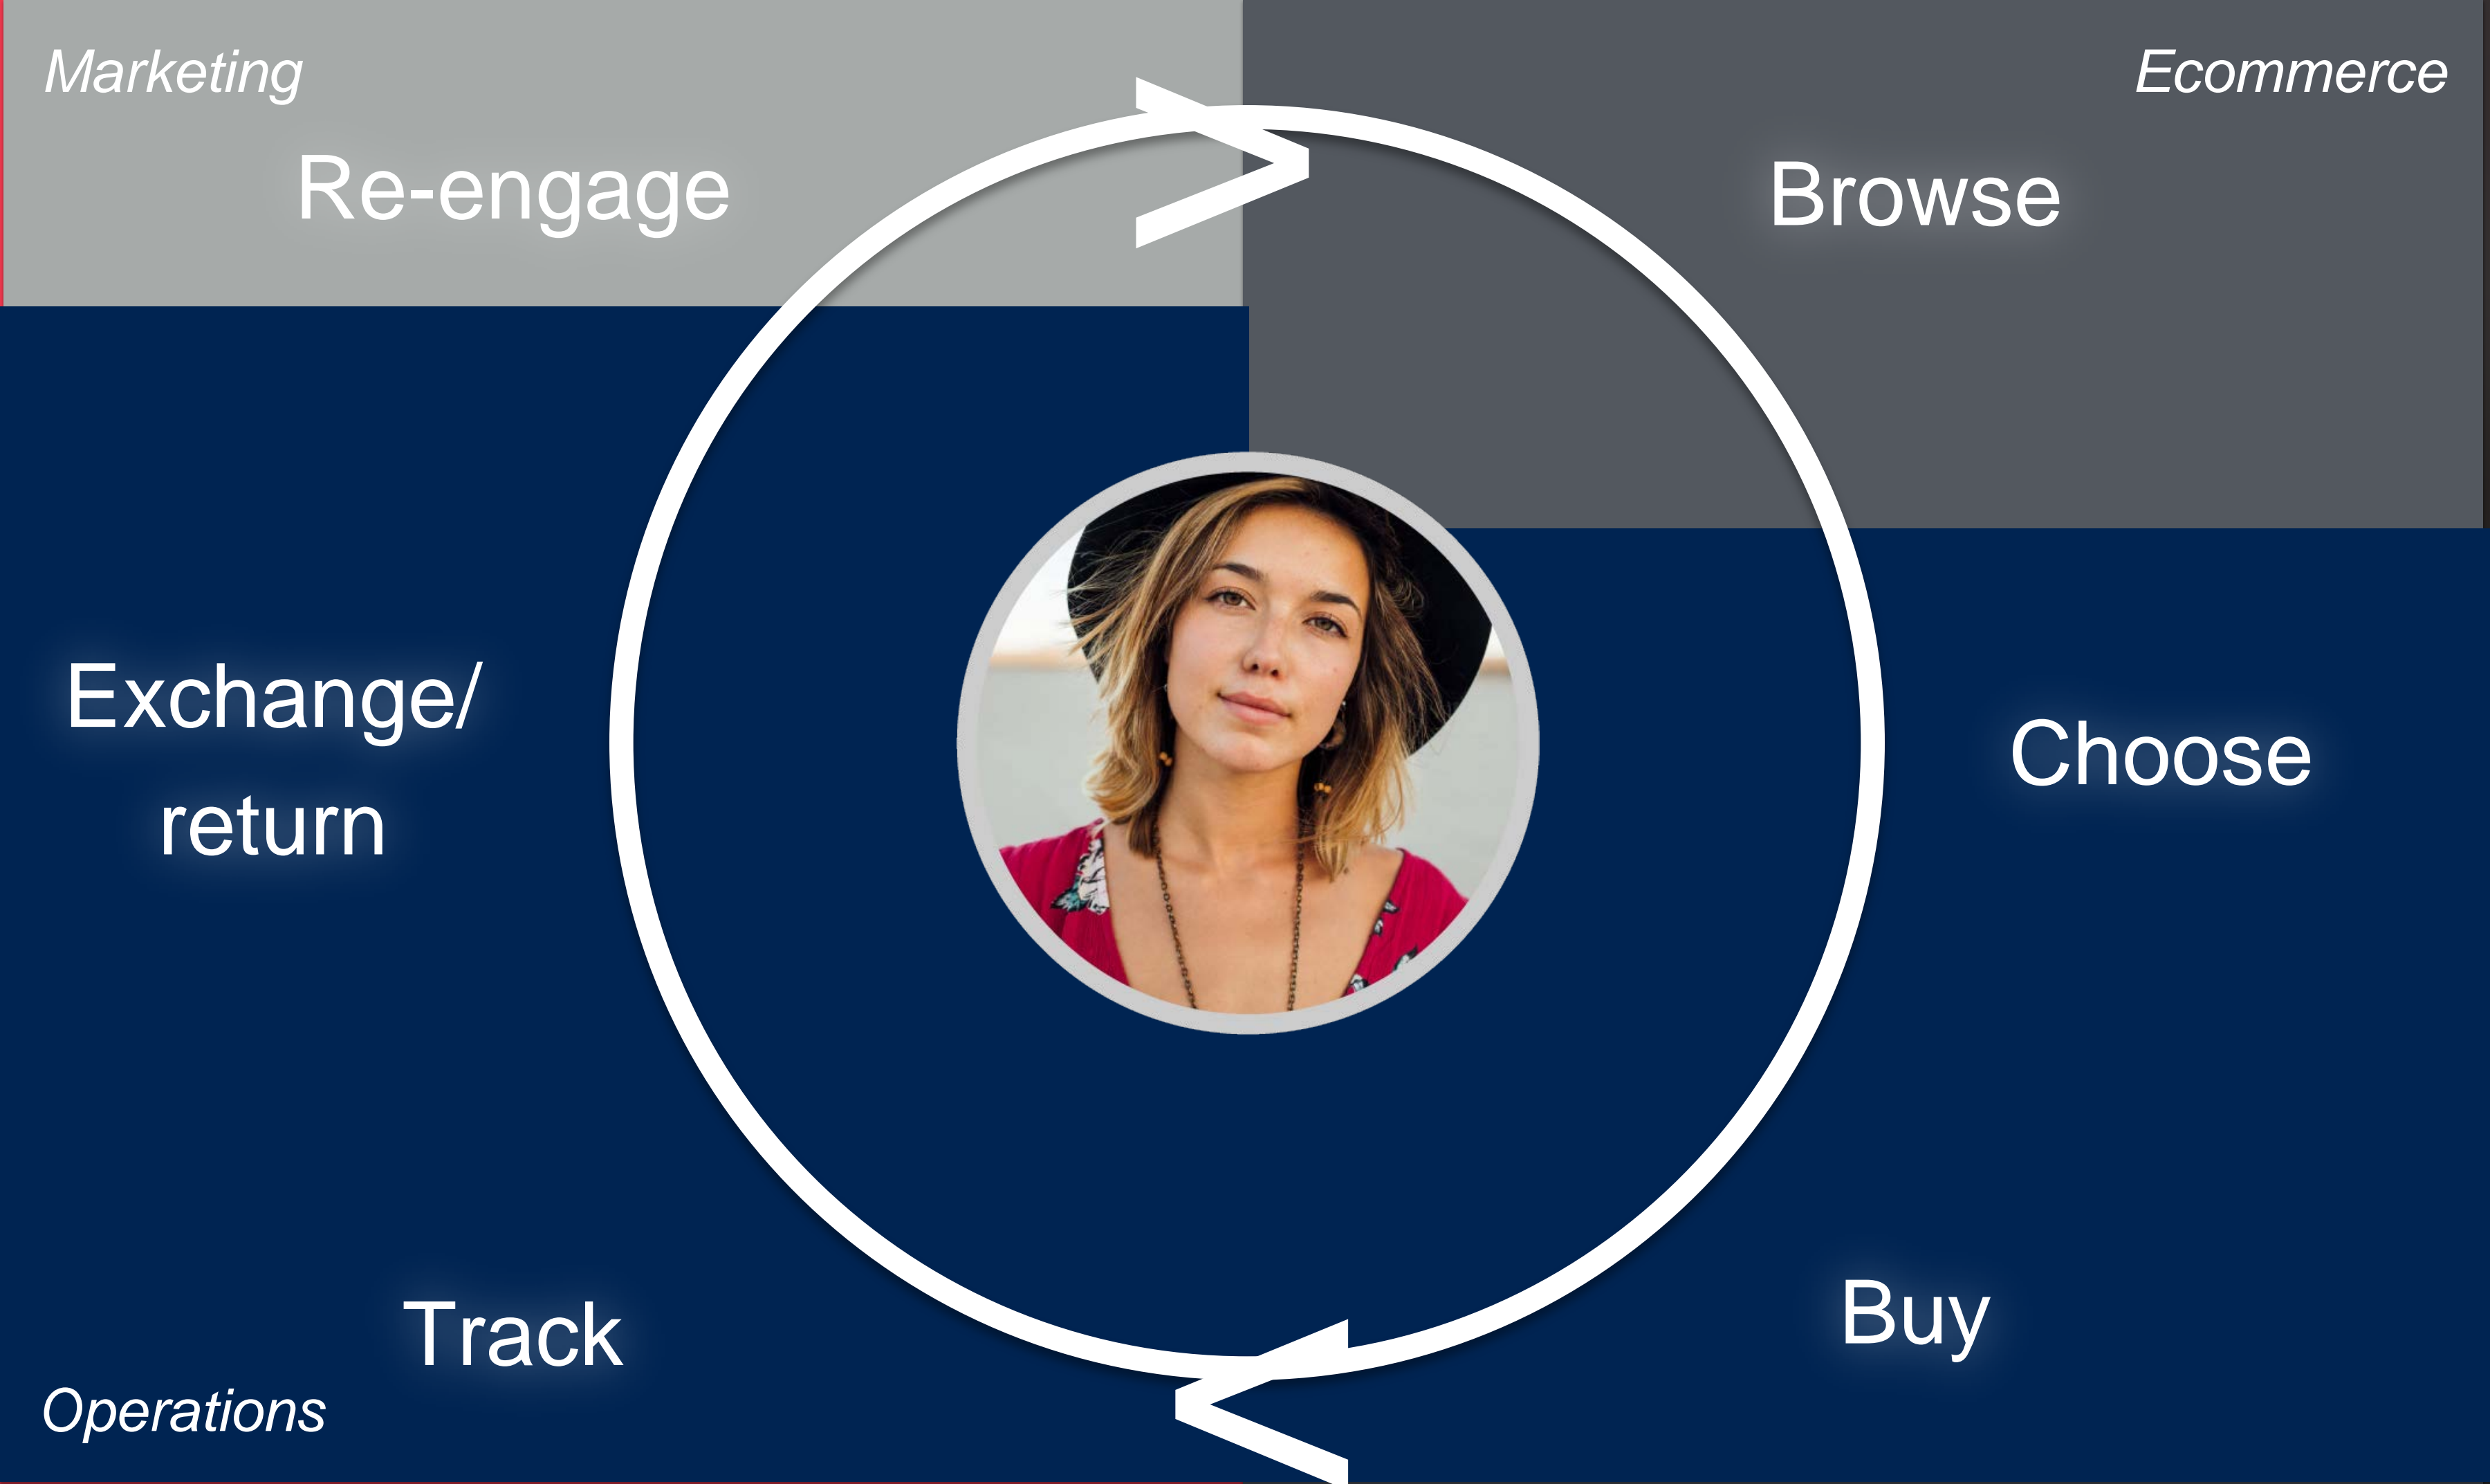 Marketing
Ecommerce
Re-engage
Browse
Exchange/
return
Choose
Track
Buy
Operations